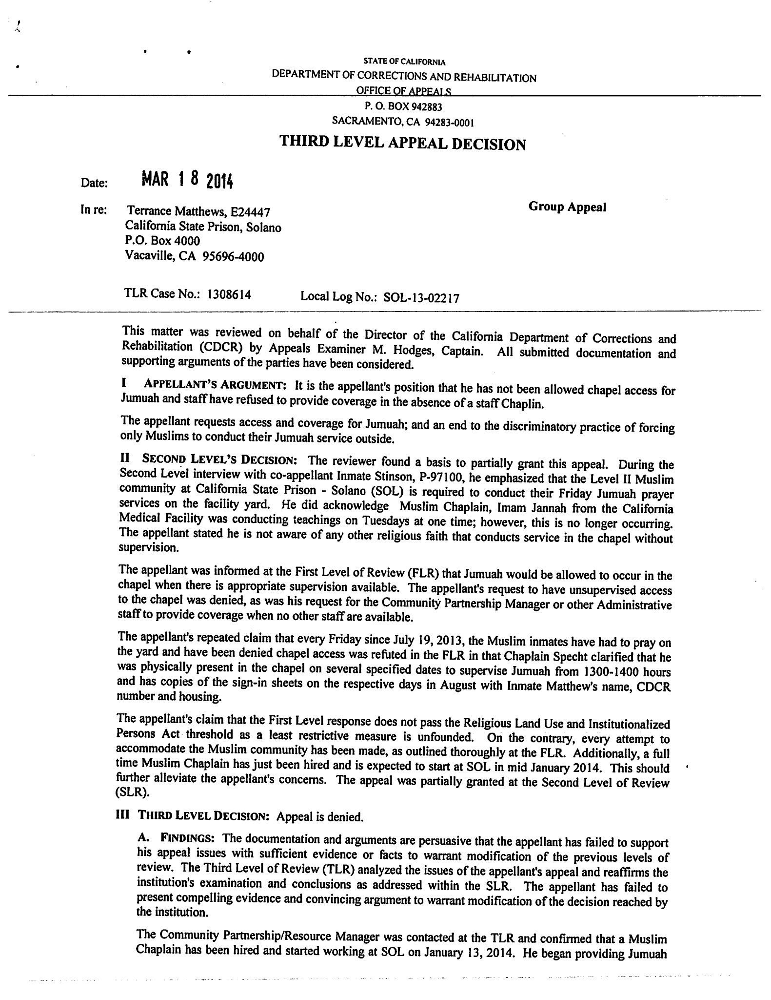 STATE OF CALIFORNIA
DEPARTMENT OF CORRECTIONS AND REHABILITATION
OFFICE OF APPEALS
P. O. BOX 942883
SACRAMENTO, CA 94283-0001
THIRD LEVEL APPEAL DECISION
Date: MAR 18 2014
In re: Terrance Matthews, E24447
Group Appeal
California State Prison, Solano
P.O. Box 4000
Vacaville, CA 95696-4000
TLR Case No.: 1308614 Local Log No.: SOL-13-02217
This matter was reviewed on behalf of the Director of the California Department of Corrections and
Rehabilitation (CDCR) by Appeals Examiner M. Hodges, Captain. All submitted documentation and
supporting arguments of the parties have been considered.
I APPELLANT'S ARGUMENT: It is the appellant's position that he has not been allowed chapel access for
Jumuah and staff have refused to provide coverage in the absence of a staff Chaplin.
The appellant requests access and coverage for Jumuah; and an end to the discriminatory practice of forcing
only Muslims to conduct their Jumuah service outside.
II SECOND LEVEL'S DECISION: The reviewer found a basis to partially grant this appeal. During the
Second Level interview with co-appellant Inmate Stinson, P-97100, he emphasized that the Level II Muslim
community at California State Prison - Solano (SOL) is required to conduct their Friday Jumuah prayer
services on the facility yard. He did acknowledge Muslim Chaplain, Imam Jannah from the California
Medical Facility was conducting teachings on Tuesdays at one time; however, this is no longer occurring.
The appellant stated he is not aware of any other religious faith that conducts service in the chapel without
supervision.
The appellant was informed at the First Level of Review (FLR) that Jumuah would be allowed to occur in the
chapel when there is appropriate supervision available. The appellant's request to have unsupervised access
to the chapel was denied, as was his request for the Community Partnership Manager or other Administrative
staff to provide coverage when no other staff are available.
The appellant's repeated claim that every Friday since July 19, 2013, the Muslim inmates have had to pray on
the yard and have been denied chapel access was refuted in the FLR in that Chaplain Specht clarified that he
was physically present in the chapel on several specified dates to supervise Jumuah from 1300-1400 hours
and has copies of the sign-in sheets on the respective days in August with Inmate Matthew's name, CDCR
number and housing.
The appellant's claim that the First Level response does not pass the Religious Land Use and Institutionalized
Persons Act threshold as a least restrictive measure is unfounded. On the contrary, every attempt to
accommodate the Muslim community has been made, as outlined thoroughly at the FLR. Additionally, a full
time Muslim Chaplain has just been hired and is expected to start at SOL in mid January 2014. This should
further alleviate the appellant's concerns. The appeal was partially granted at the Second Level of Review
(SLR).
III THIRD LEVEL DECISION: Appeal is denied.
A. FINDINGS: The documentation and arguments are persuasive that the appellant has failed to support
his appeal issues with sufficient evidence or facts to warrant modification of the previous levels of
review. The Third Level of Review (TLR) analyzed the issues of the appellant's appeal and reaffirms the
institution's examination and conclusions as addressed within the SLR. The appellant has failed to
present compelling evidence and convincing argument to warrant modification of the decision reached by
the institution.
The Community Partnership/Resource Manager was contacted at the TLR and confirmed that a Muslim
Chaplain has been hired and started working at SOL on January 13, 2014. He began providing Jumuah